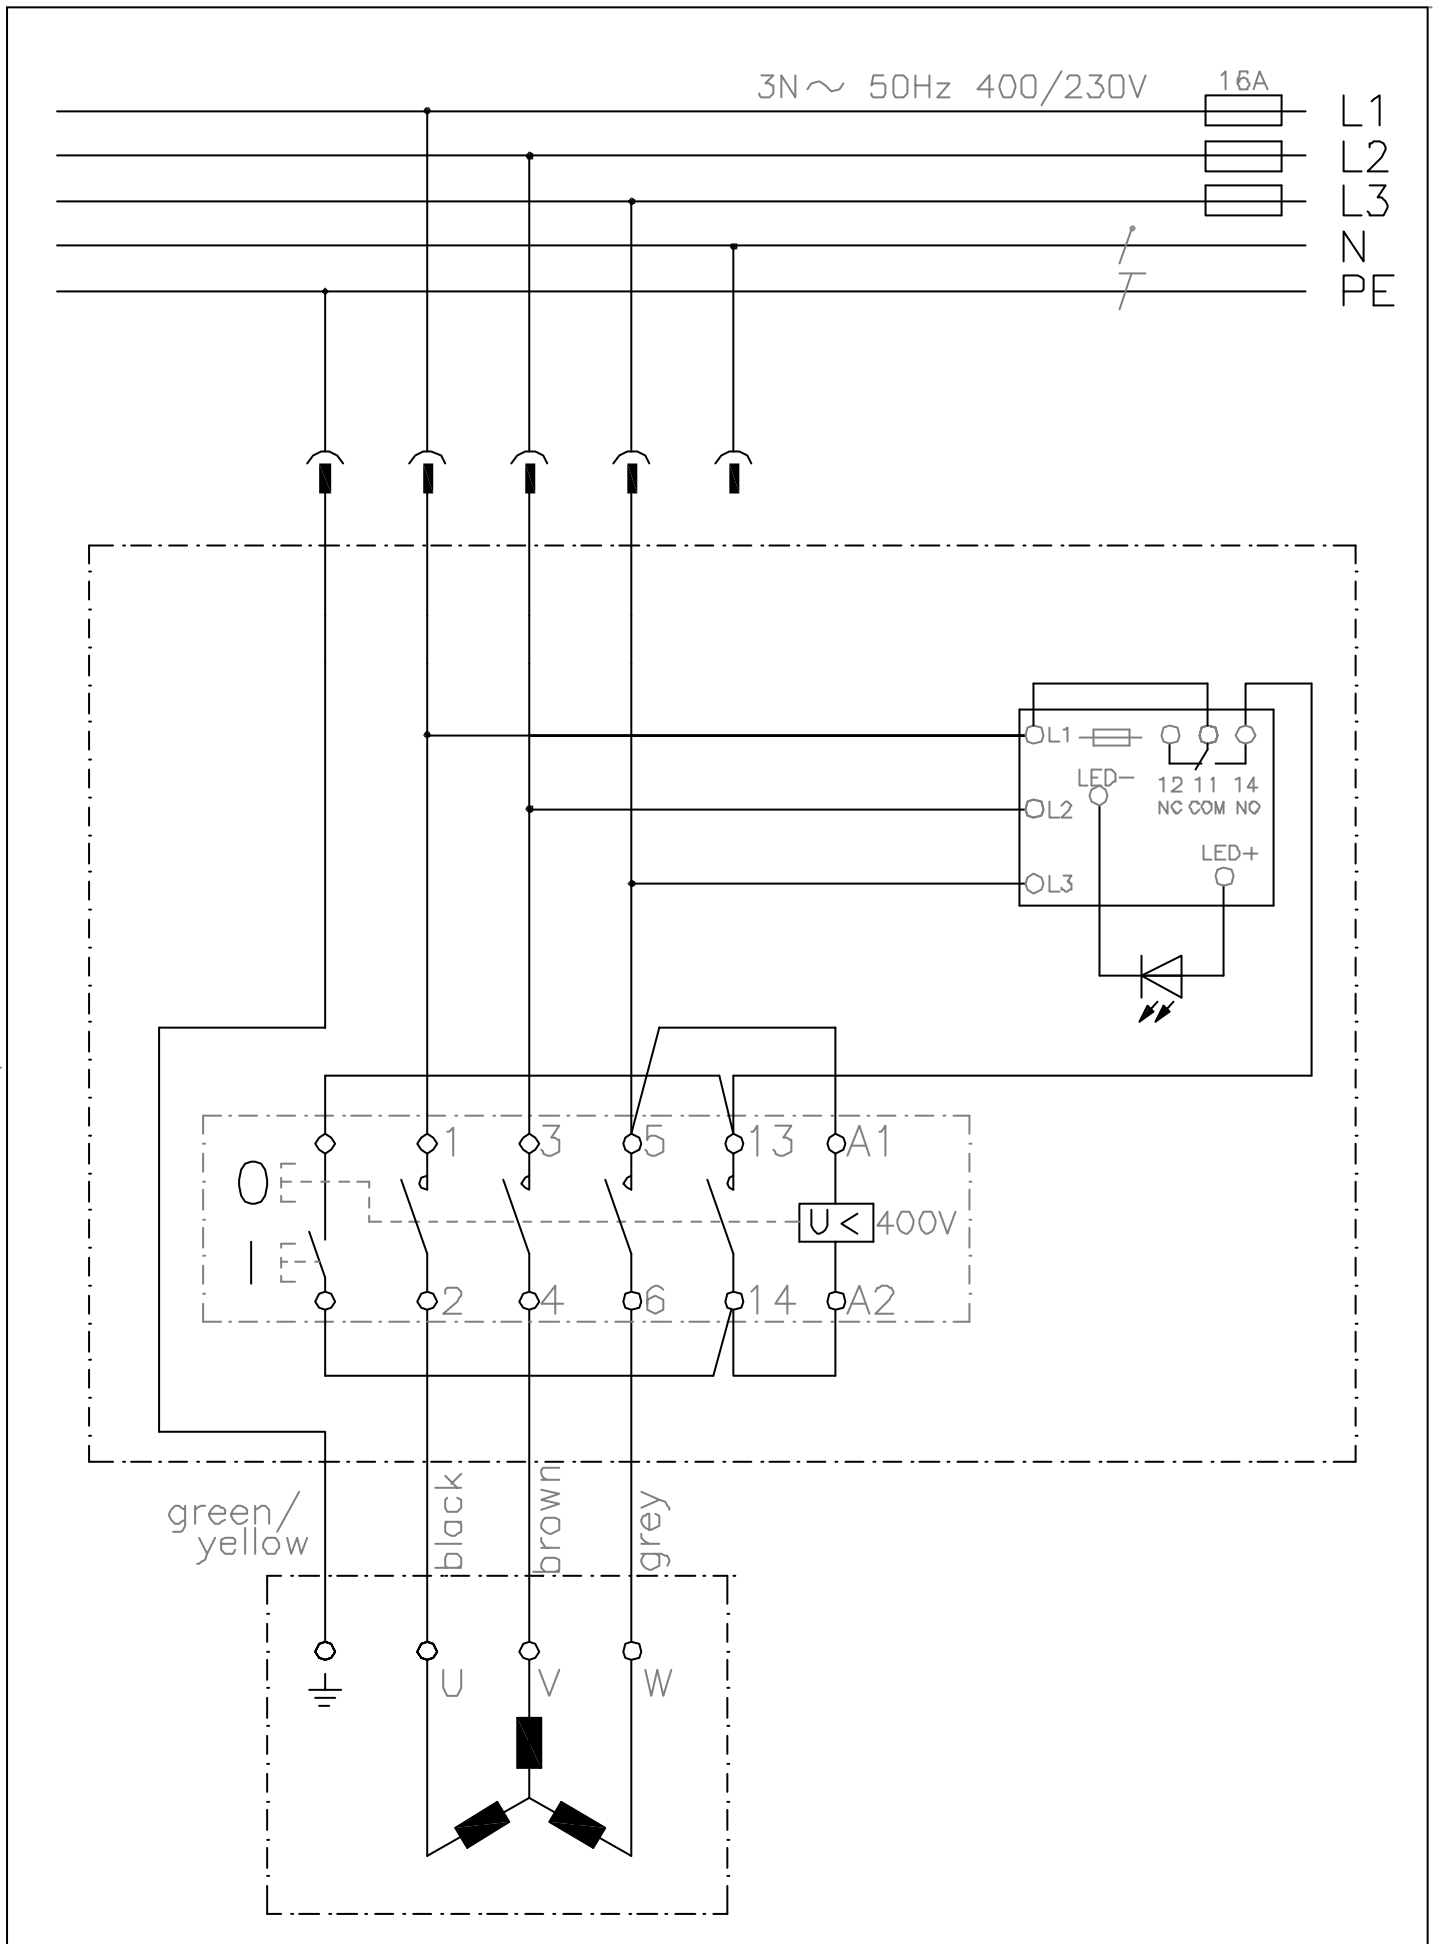 3N~ 50Hz 400/230V 16A
L1
L2
L3
N
PE
L1
LED-
12 11 14
L2 NC COM NO
LED+
L3
1 3 5 13 A1
0
U< 400V
I
2 4 6 14 A2
green/
yellow
black
brown
grey
U V W